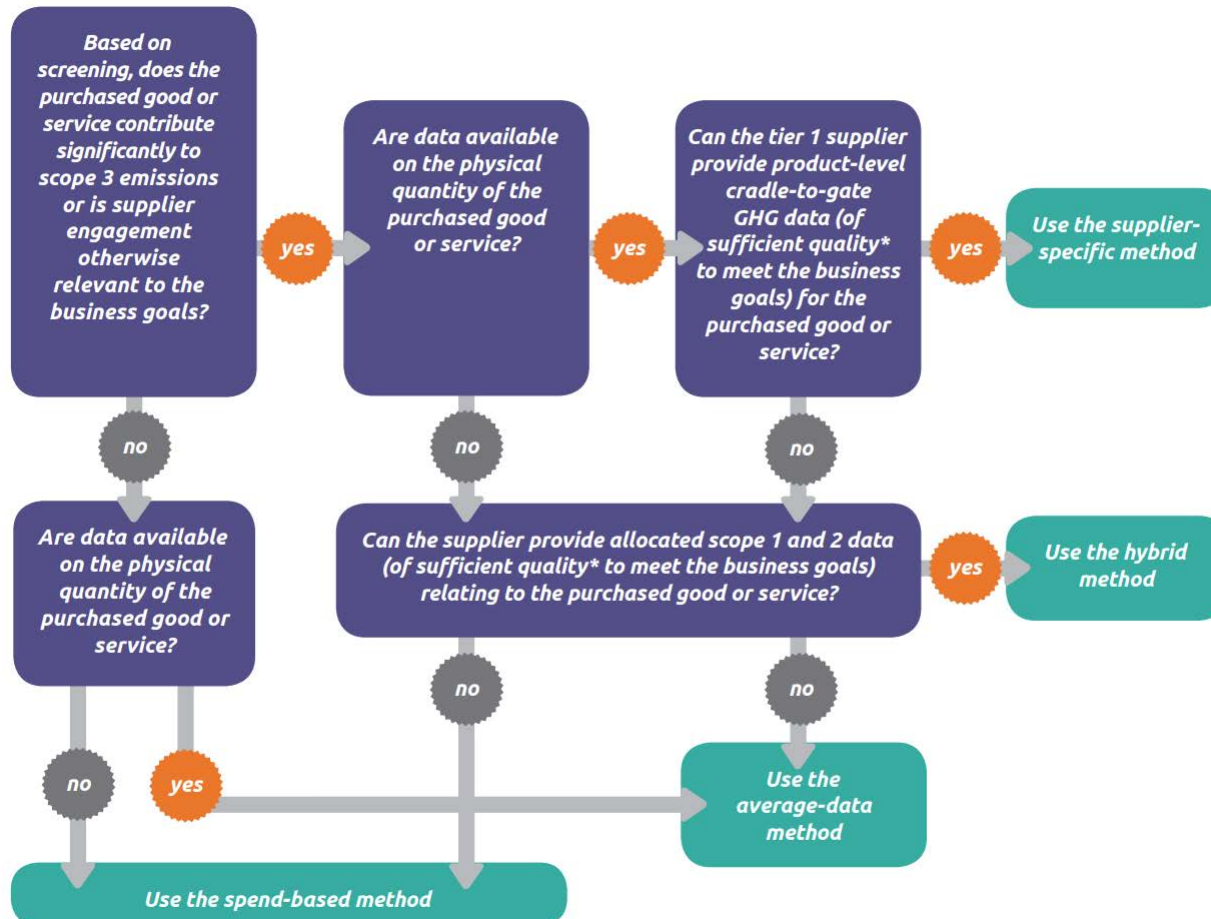 Based on
screening, does the
purchased good or
service contribute
significantly to
scope 3 emissions
or is supplier
engagement
otherwise
relevant to the
business goals?
yes
Are data available
on the physical
quantity of the
purchased good
or service?
yes
Can the tier 1 supplier
provide product-level
cradle-to-gate
GHG data (of
sufficient quality*
to meet the business
goals) for the
purchased good or
service?
yes
Use the supplier-
specific method
no
no
no
Are data available
on the physical
quantity of the
purchased good or
service?
Can the supplier provide allocated scope 1 and 2 data
(of sufficient quality* to meet the business goals)
relating to the purchased good or service?
yes
Use the hybrid
method
no
no
no
yes
Use the
average-data
method
Use the spend-based method